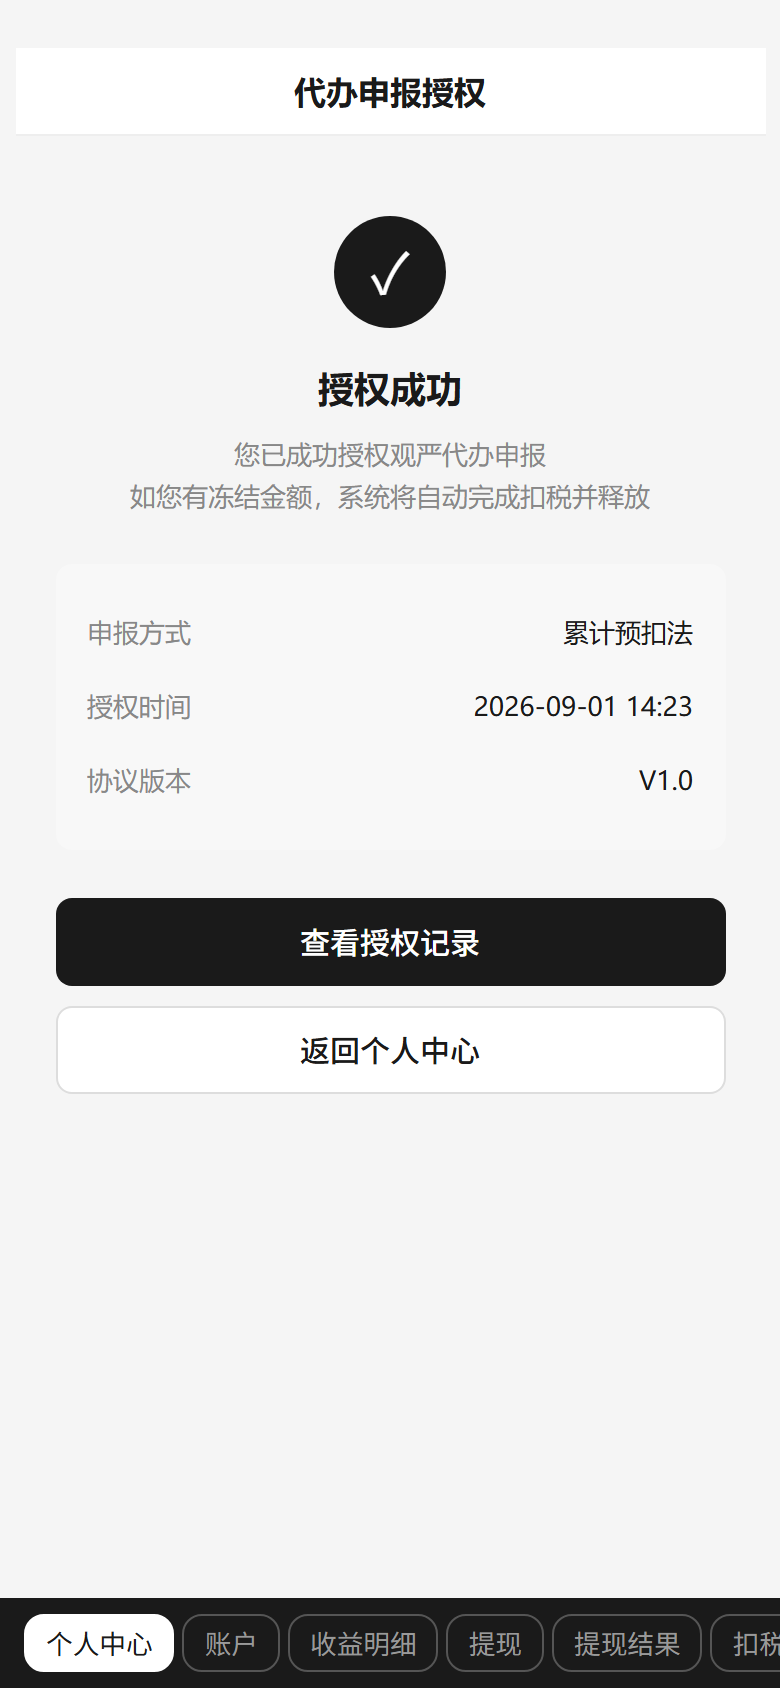 代办申报授权
✓
授权成功
您已成功授权观严代办申报
如您有冻结金额，系统将自动完成扣税并释放
申报方式 累计预扣法
授权时间 2026-09-01 14:23
协议版本 V1.0
查看授权记录
返回个人中心
个人中心 账户 收益明细 提现 提现结果 扣税